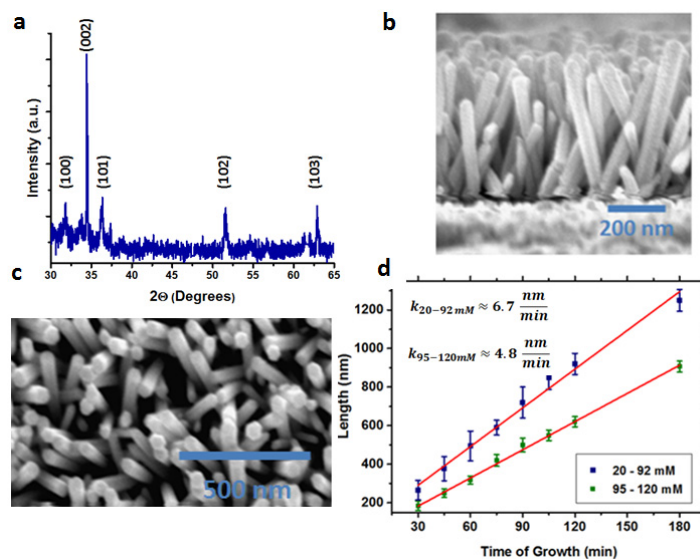 a
Intensity (a.u.)
(100)
(002)
(101)
(102)
(103)
30 35 40 45 50 55 60 65
2Θ (Degrees)
b
200 nm
c
500 nm
d
k20−92 mM ≈ 6.7 nm/min
k95−120mM ≈ 4.8 nm/min
Length (nm)
1200
1000
800
600
400
200
20 - 92 mM
95 - 120 mM
30 60 90 120 150 180
Time of Growth (min)